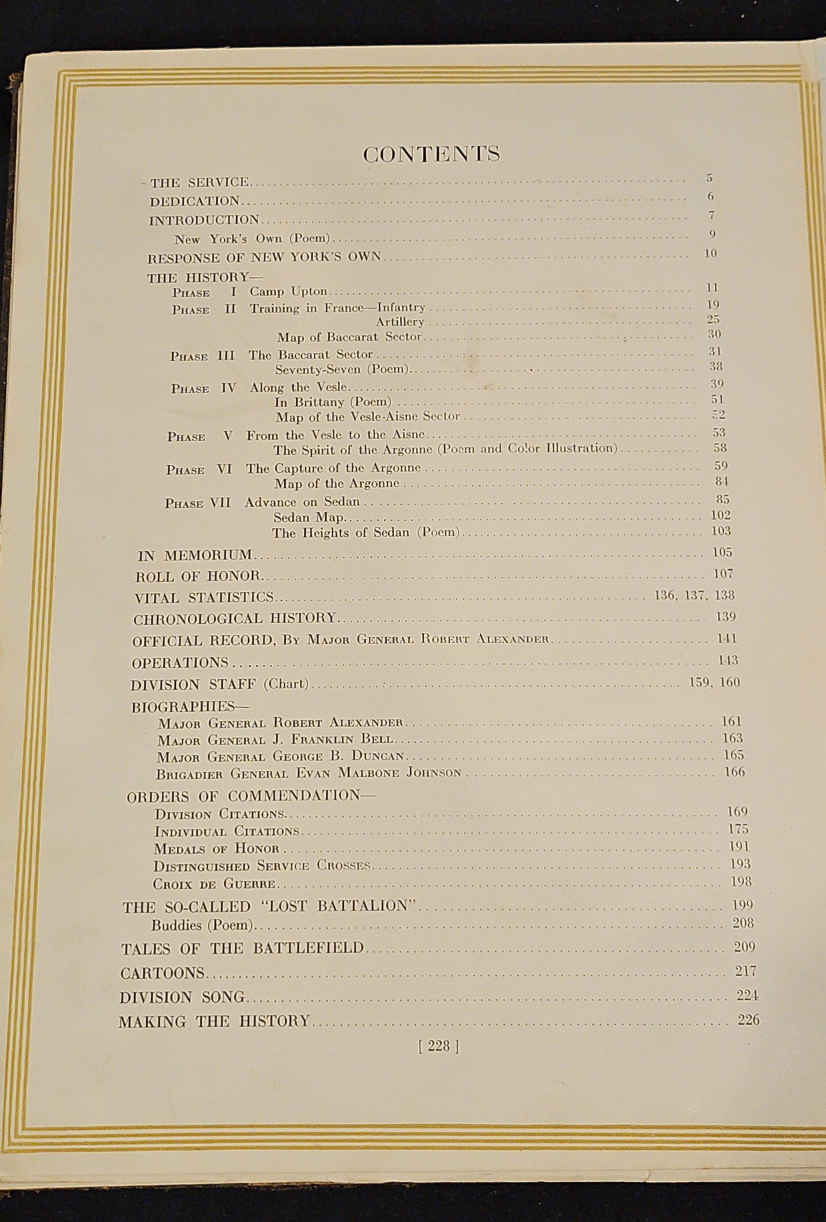 CONTENTS
THE SERVICE 5
DEDICATION 6
INTRODUCTION 7
New York's Own (Poem) 9
RESPONSE OF NEW YORK'S OWN 10
THE HISTORY—
PHASE I Camp Upton 11
PHASE II Training in France—Infantry 19
Artillery 25
Map of Baccarat Sector 30
PHASE III The Baccarat Sector 31
Seventy-Seven (Poem) 38
PHASE IV Along the Vesle 39
In Brittany (Poem) 51
Map of the Vesle-Aisne Sector 52
PHASE V From the Vesle to the Aisne 53
The Spirit of the Argonne (Poem and Color Illustration) 58
PHASE VI The Capture of the Argonne 59
Map of the Argonne 84
PHASE VII Advance on Sedan 85
Sedan Map 102
The Heights of Sedan (Poem) 103
IN MEMORIUM 105
ROLL OF HONOR 107
VITAL STATISTICS 136, 137, 138
CHRONOLOGICAL HISTORY 139
OFFICIAL RECORD, BY MAJOR GENERAL ROBERT ALEXANDER 141
OPERATIONS 143
DIVISION STAFF (Chart) 159, 160
BIOGRAPHIES—
MAJOR GENERAL ROBERT ALEXANDER 161
MAJOR GENERAL J. FRANKLIN BELL 163
MAJOR GENERAL GEORGE B. DUNCAN 165
BRIGADIER GENERAL EVAN MALBONE JOHNSON 166
ORDERS OF COMMENDATION—
DIVISION CITATIONS 169
INDIVIDUAL CITATIONS 175
MEDALS OF HONOR 191
DISTINGUISHED SERVICE CROSSES 193
CROIX DE GUERRE 198
THE SO-CALLED "LOST BATTALION" 199
Buddies (Poem) 208
TALES OF THE BATTLEFIELD 209
CARTOONS 217
DIVISION SONG 224
MAKING THE HISTORY 226
[ 228 ]